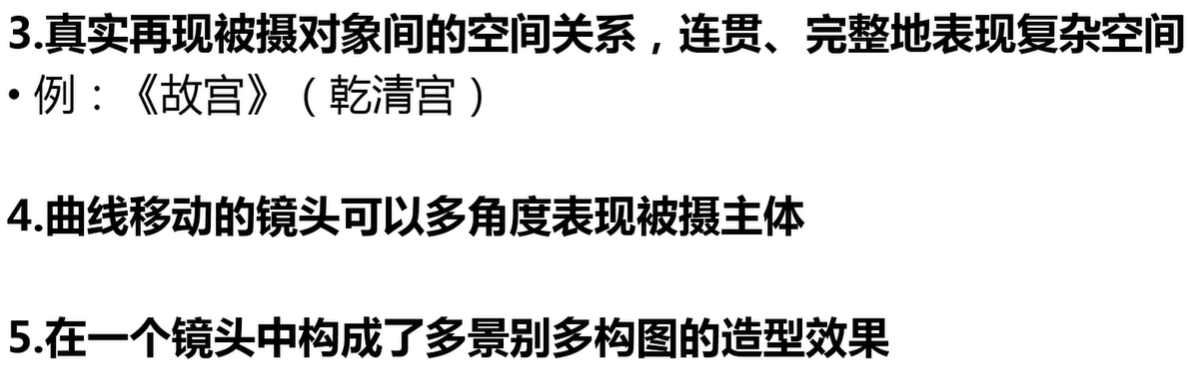 3.真实再现被摄对象间的空间关系，连贯、完整地表现复杂空间
• 例：《故宫》（乾清宫）
4.曲线移动的镜头可以多角度表现被摄主体
5.在一个镜头中构成了多景别多构图的造型效果